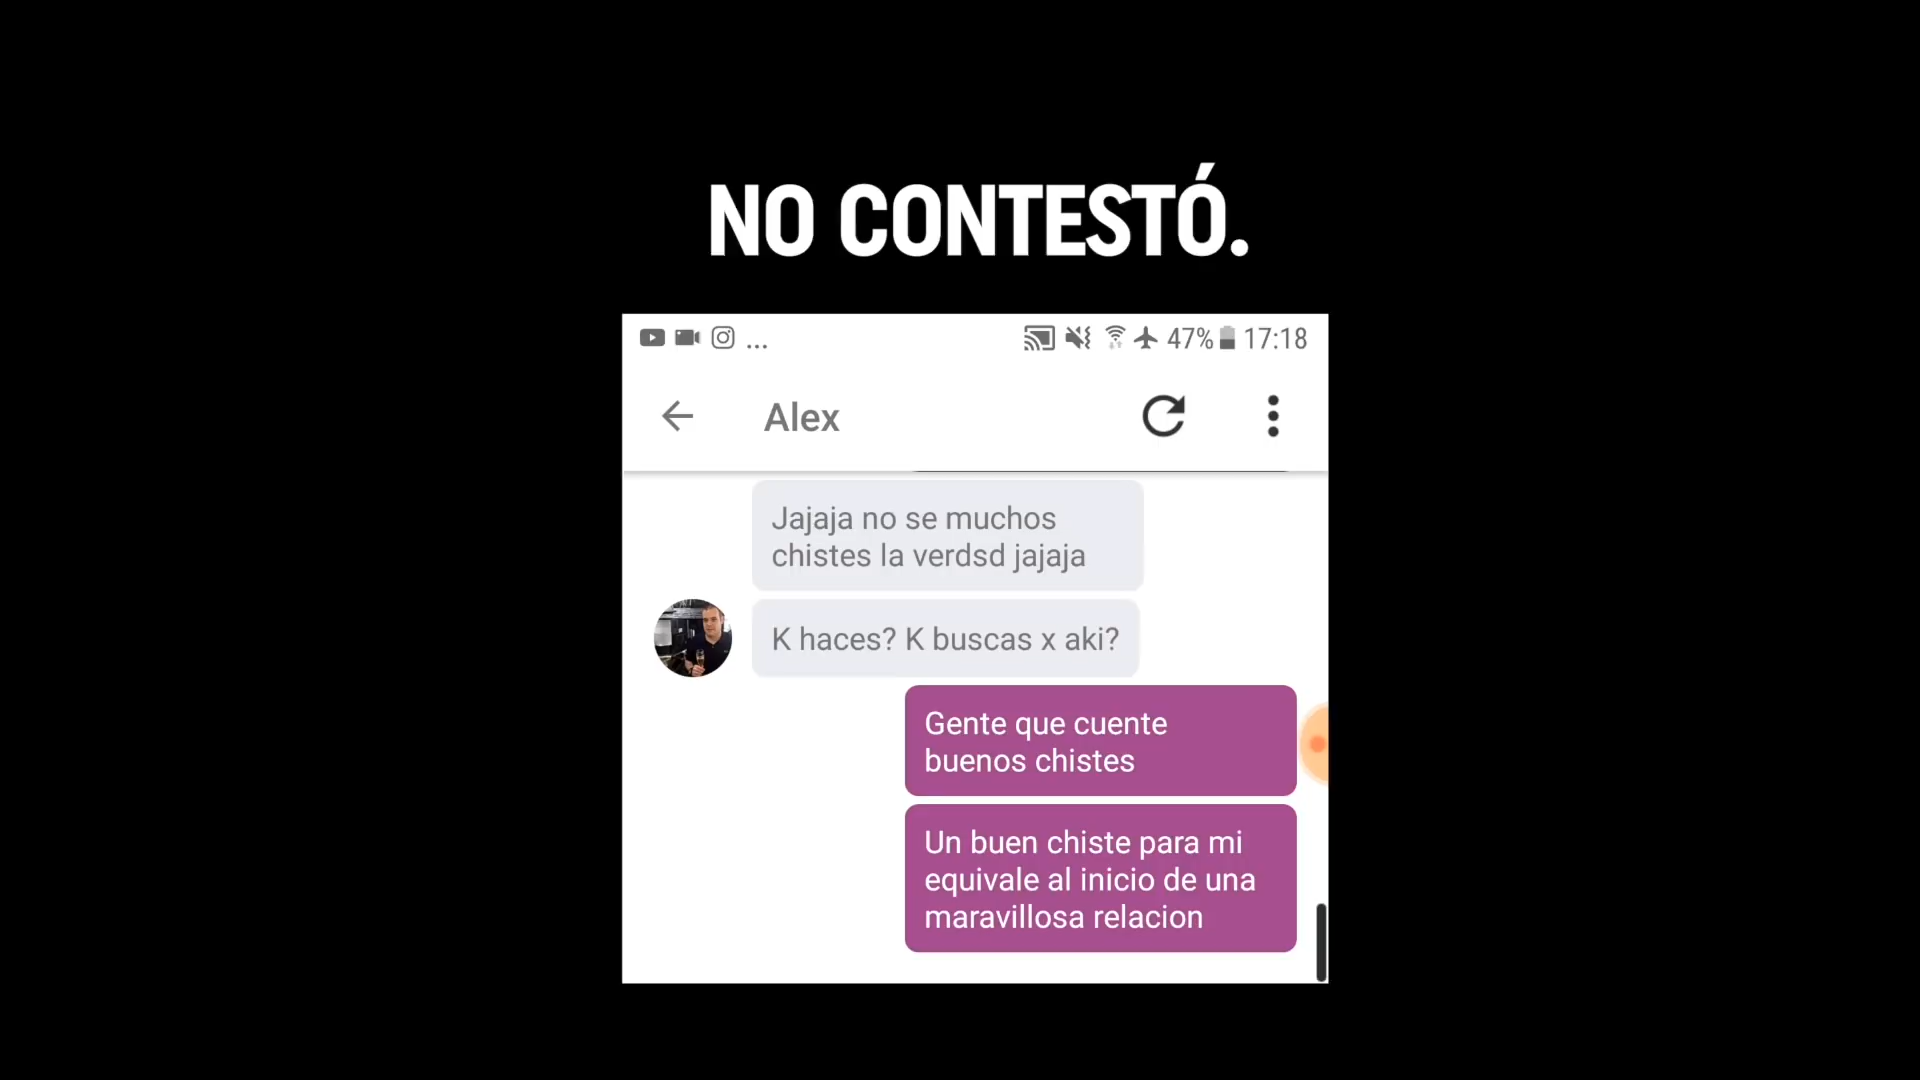 NO CONTESTÓ.
... 47% 17:18
Alex
Jajaja no se muchos
chistes la verdsd jajaja
K haces? K buscas x aki?
Gente que cuente
buenos chistes
Un buen chiste para mi
equivale al inicio de una
maravillosa relacion